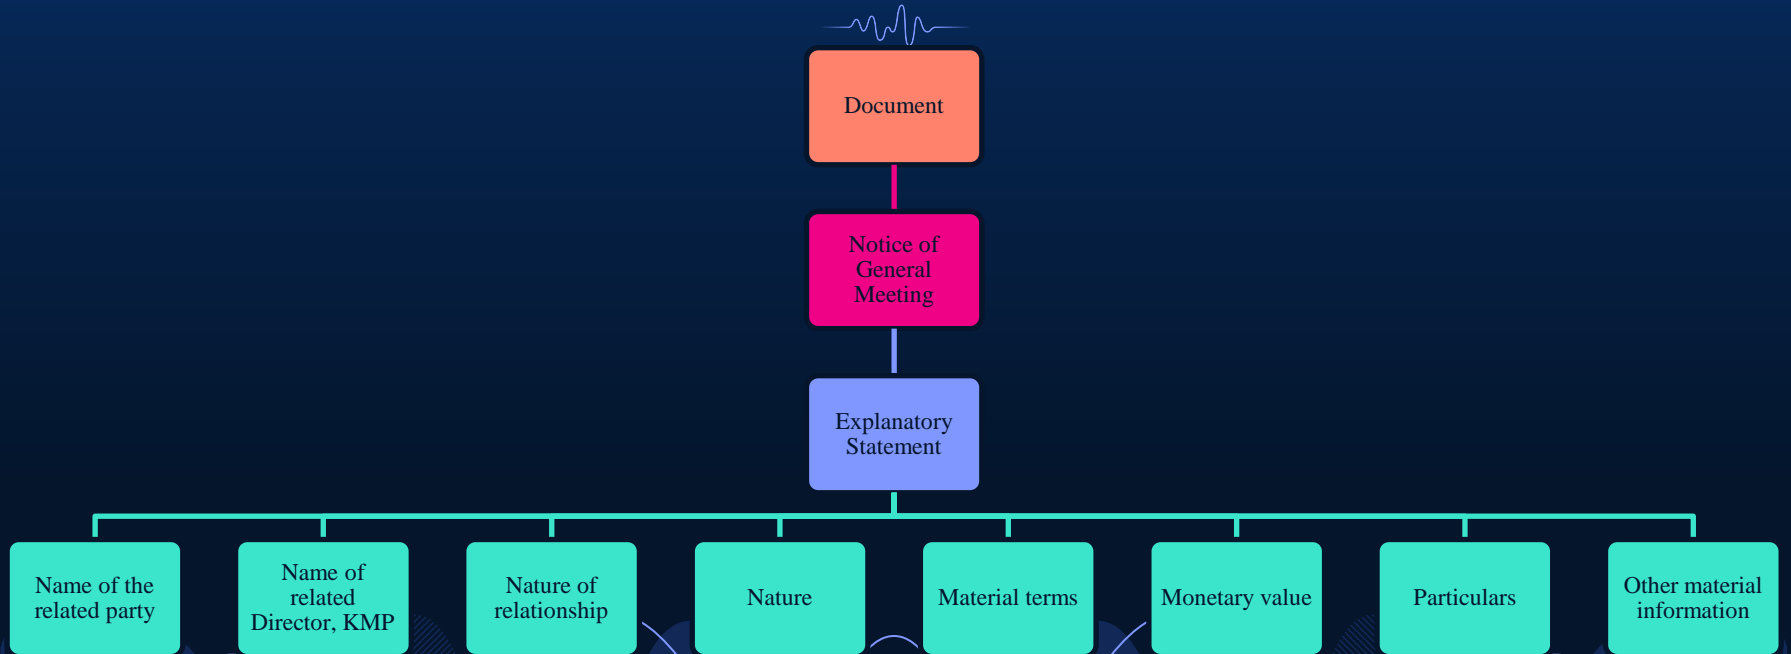 Document
Notice of
General
Meeting
Explanatory
Statement
Name of the
related party
Name of
related
Director, KMP
Nature of
relationship
Nature
Material terms
Monetary value
Particulars
Other material
information